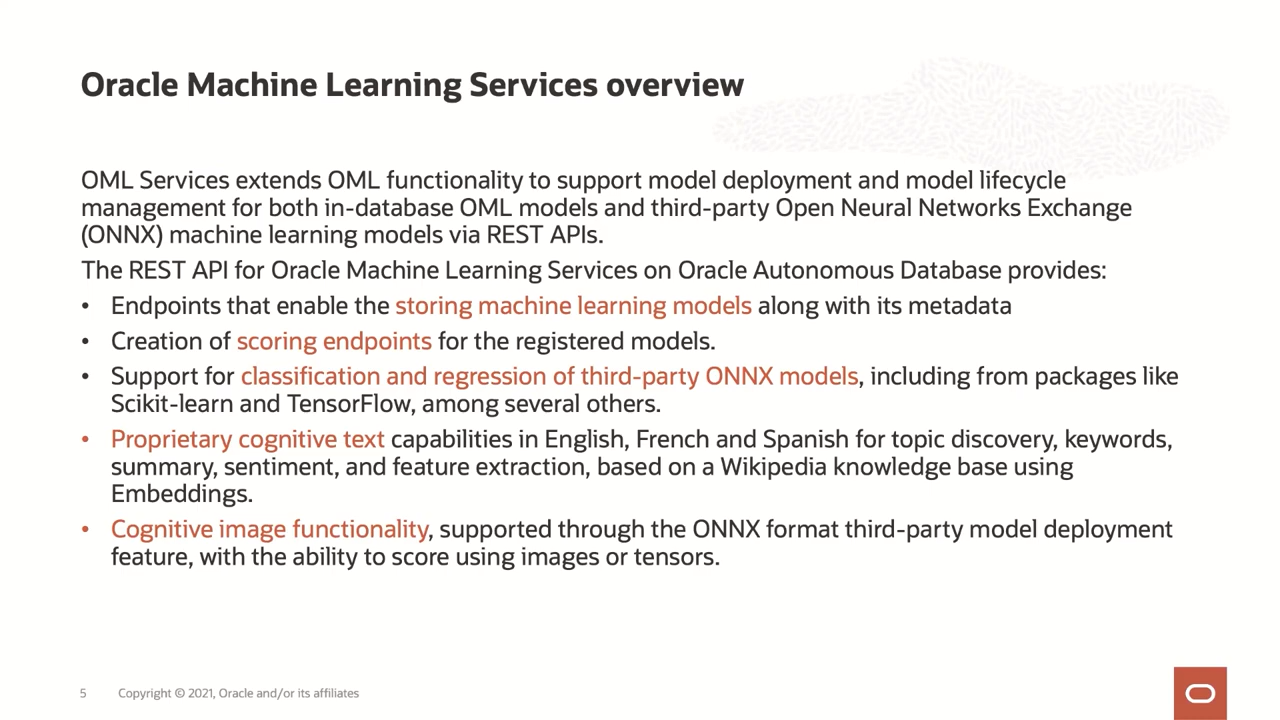 Oracle Machine Learning Services overview
OML Services extends OML functionality to support model deployment and model lifecycle
management for both in-database OML models and third-party Open Neural Networks Exchange
(ONNX) machine learning models via REST APIs.
The REST API for Oracle Machine Learning Services on Oracle Autonomous Database provides:
• Endpoints that enable the storing machine learning models along with its metadata
• Creation of scoring endpoints for the registered models.
• Support for classification and regression of third-party ONNX models, including from packages like
Scikit-learn and TensorFlow, among several others.
• Proprietary cognitive text capabilities in English, French and Spanish for topic discovery, keywords,
summary, sentiment, and feature extraction, based on a Wikipedia knowledge base using
Embeddings.
• Cognitive image functionality, supported through the ONNX format third-party model deployment
feature, with the ability to score using images or tensors.
5 Copyright © 2021, Oracle and/or its affiliates